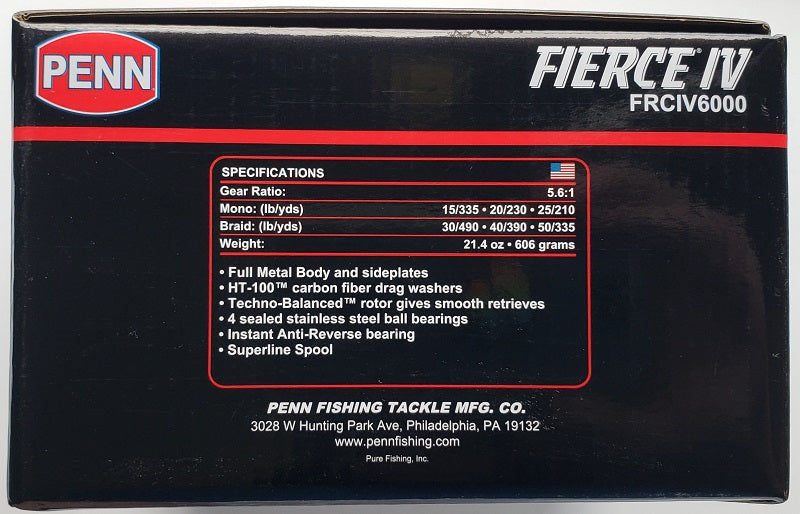 PENN
FIERCE® IV
FRCIV6000
SPECIFICATIONS
Gear Ratio: 5.6:1
Mono: (lb/yds) 15/335 • 20/230 • 25/210
Braid: (lb/yds) 30/490 • 40/390 • 50/335
Weight: 21.4 oz • 606 grams
• Full Metal Body and sideplates
• HT-100™ carbon fiber drag washers
• Techno-Balanced™ rotor gives smooth retrieves
• 4 sealed stainless steel ball bearings
• Instant Anti-Reverse bearing
• Superline Spool
PENN FISHING TACKLE MFG. CO.
3028 W Hunting Park Ave, Philadelphia, PA 19132
www.pennfishing.com
Pure Fishing, Inc.